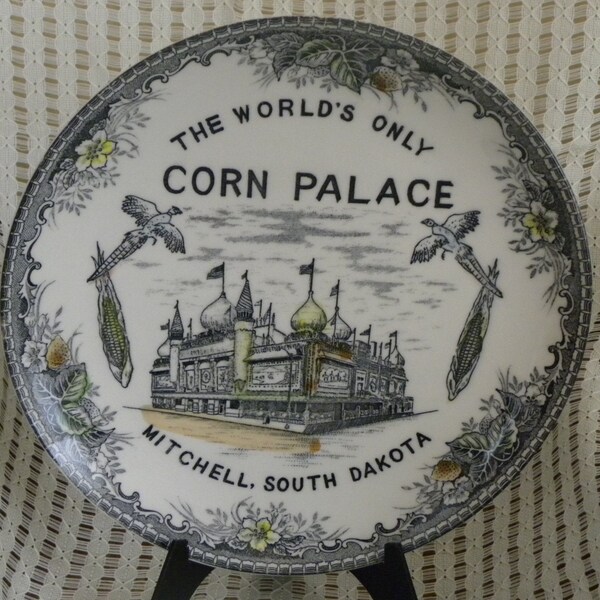 THE WORLD'S ONLY
CORN PALACE
MITCHELL, SOUTH DAKOTA